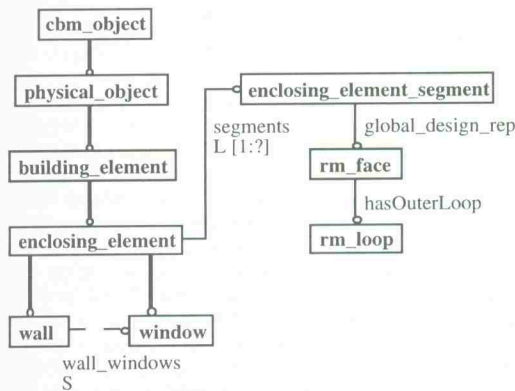 cbm_object
physical_object
enclosing_element_segment
segments
L [1:?]
global_design_rep
building_element
rm_face
hasOuterLoop
enclosing_element
rm_loop
wall
window
wall_windows
S